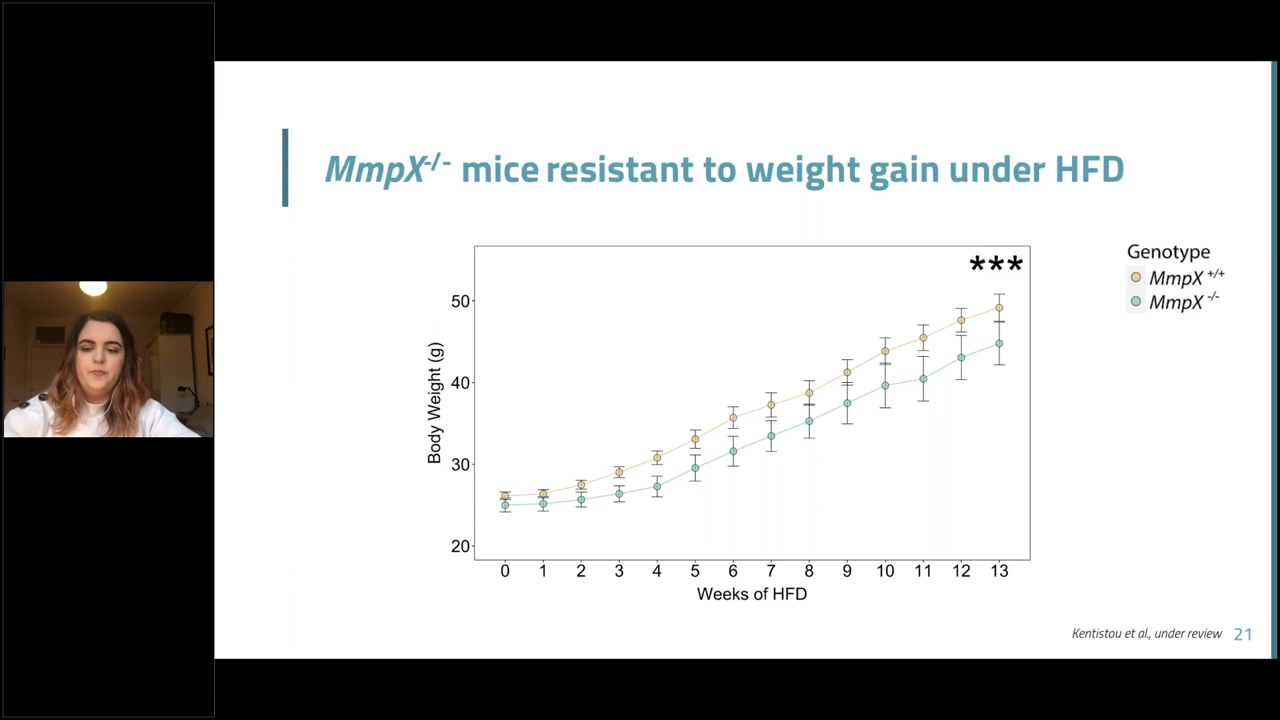 MmpX-/- mice resistant to weight gain under HFD
***
Genotype
MmpX +/+
MmpX -/-
50
40
30
20
Body Weight (g)
0 1 2 3 4 5 6 7 8 9 10 11 12 13
Weeks of HFD
Kentistou et al., under review 21